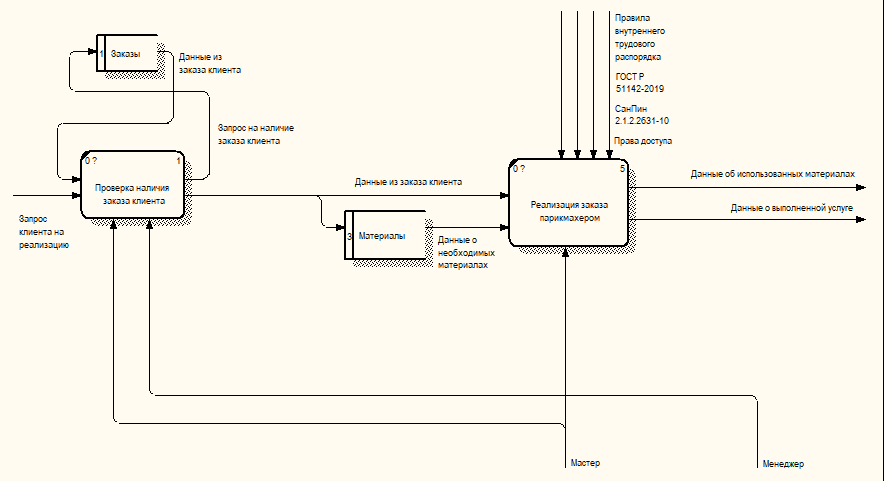 1
Заказы
Данные из
заказа клиента
Правила
внутреннего
трудового
распорядка
ГОСТ Р
51142-2019
СанПин
2.1.2.2631-10
Права доступа
Запрос на наличие
заказа клиента
0 ?
1
Проверка наличия
заказа клиента
Запрос
клиента на
реализацию
Данные из заказа клиента
3
Материалы
Данные о
необходимых
материалах
0 ?
5
Реализация заказа
парикмахером
Данные об использованных материалах
Данные о выполненной услуге
Мастер
Менеджер